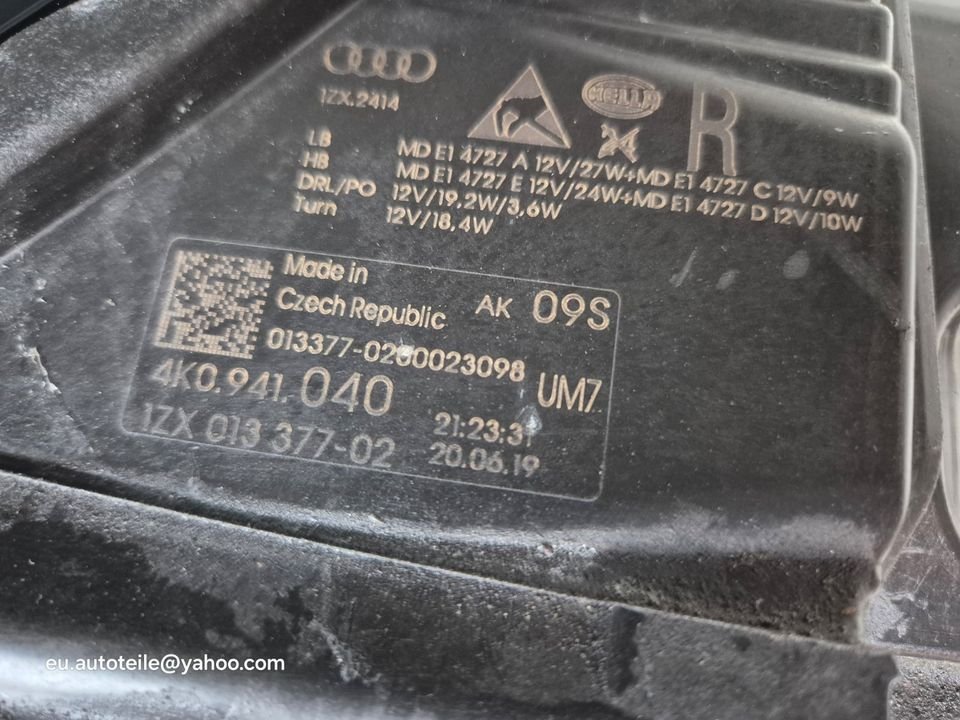 1ZX.2414
HELLA
R
LB MD E1 4727 A 12V/27W+MD E1 4727 C 12V/9W
HB MD E1 4727 E 12V/24W+MD E1 4727 D 12V/10W
DRL/PO 12V/19,2W/3,6W
Turn 12V/18,4W
Made in
Czech Republic AK 09S
013377-0200023098
4K0.941.040 UM7
1ZX 013 377-02 21:23:31
20.06.19
eu.autoteile@yahoo.com